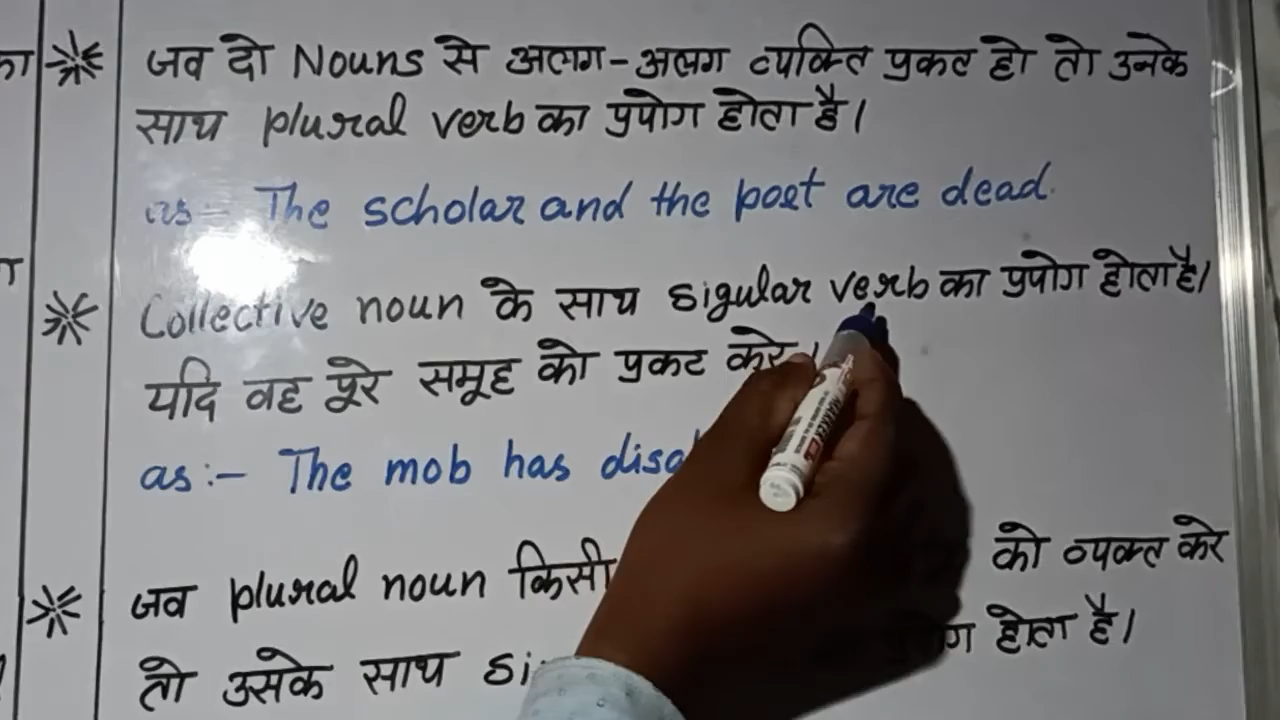 का
जब दो Nouns से अलग-अलग व्यक्ति प्रकट हो तो उनके
साथ plural verb का प्रयोग होता है।
as:- The scholar and the poet are dead.
Collective noun के साथ sigular verb का प्रयोग होता है।
यदि वह पूरे समूह को प्रकट करे।
as:- The mob has
जब plural noun किसी को व्यक्त करे
तो उसके साथ होता है।